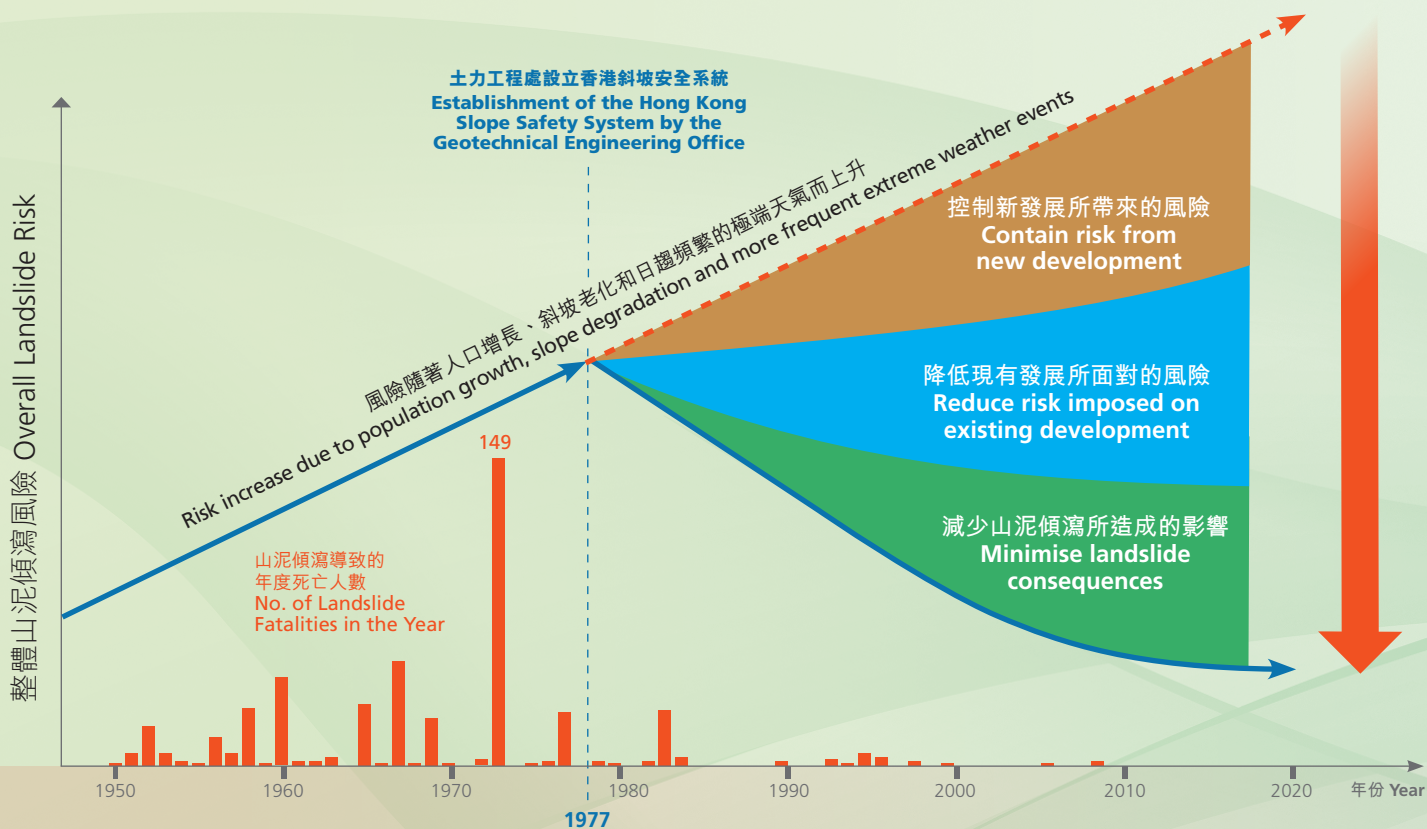 土力工程處設立香港斜坡安全系統
Establishment of the Hong Kong
Slope Safety System by the
Geotechnical Engineering Office
整體山泥傾瀉風險 Overall Landslide Risk
風險隨著人口增長、斜坡老化和日趨頻繁的極端天氣而上升
Risk increase due to population growth, slope degradation and more frequent extreme weather events
控制新發展所帶來的風險
Contain risk from
new development
降低現有發展所面對的風險
Reduce risk imposed on
existing development
減少山泥傾瀉所造成的影響
Minimise landslide
consequences
149
山泥傾瀉導致的
年度死亡人數
No. of Landslide
Fatalities in the Year
1950 1960 1970 1980 1990 2000 2010 2020 年份 Year
1977